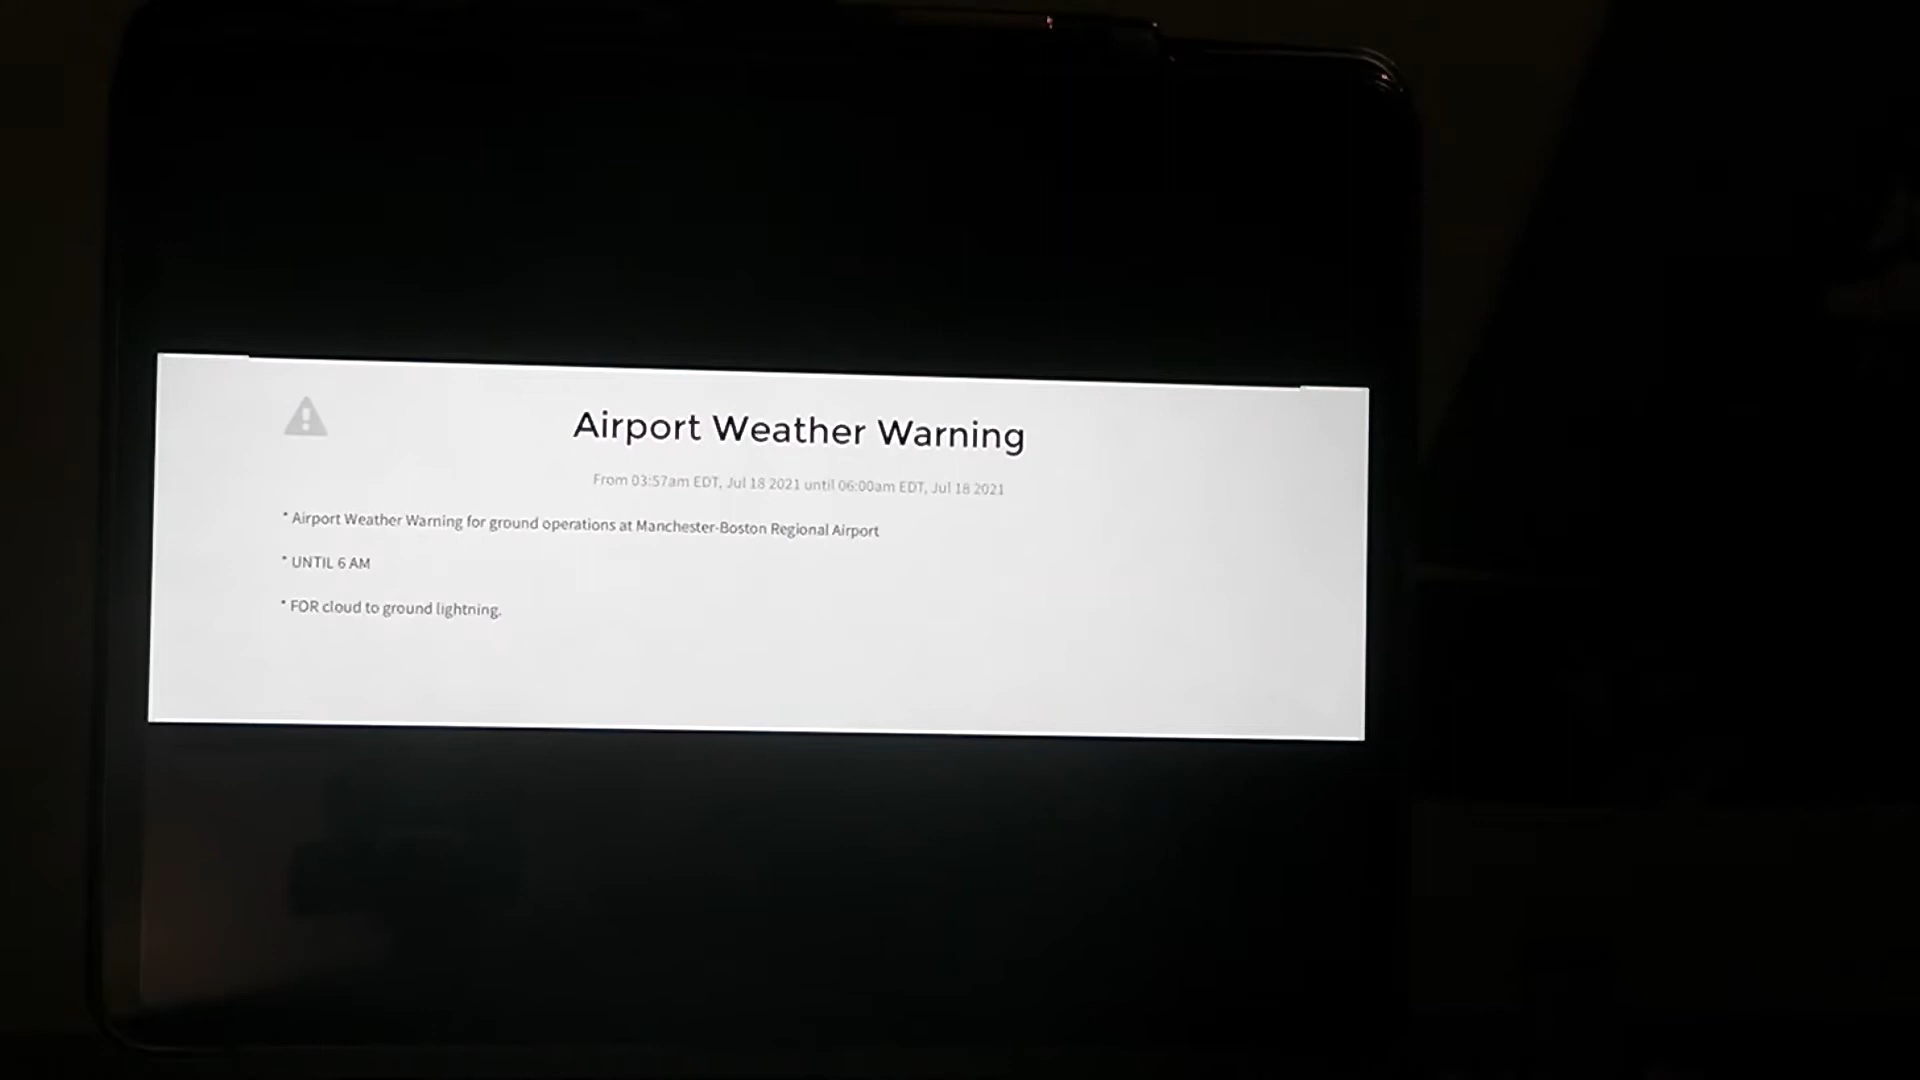 Airport Weather Warning
From 03:57am EDT, Jul 18 2021 until 06:00am EDT, Jul 18 2021
* Airport Weather Warning for ground operations at Manchester-Boston Regional Airport
* UNTIL 6 AM
* FOR cloud to ground lightning.